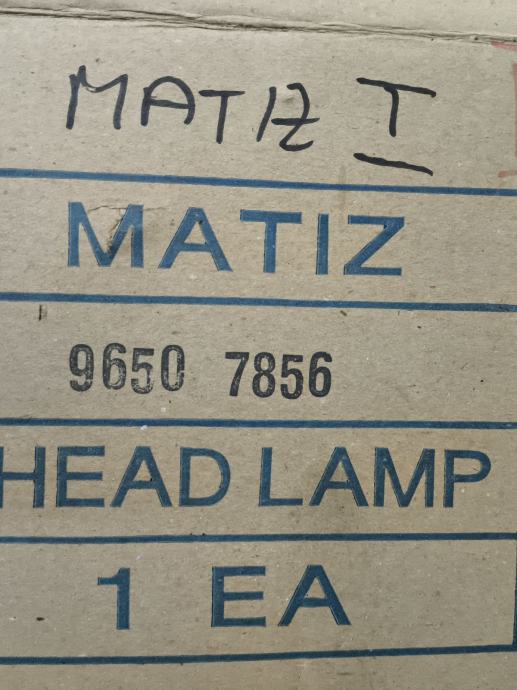 MATIZ I
MATIZ
9650 7856
HEAD LAMP
1 EA